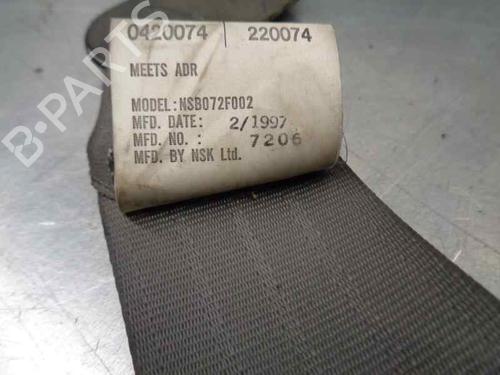 0420074 | 220074
MEETS ADR
MODEL:NSB072F002
MFD. DATE: 2/1997
MFD. NO. : 7206
MFD. BY NSK Ltd.
B-PARTS